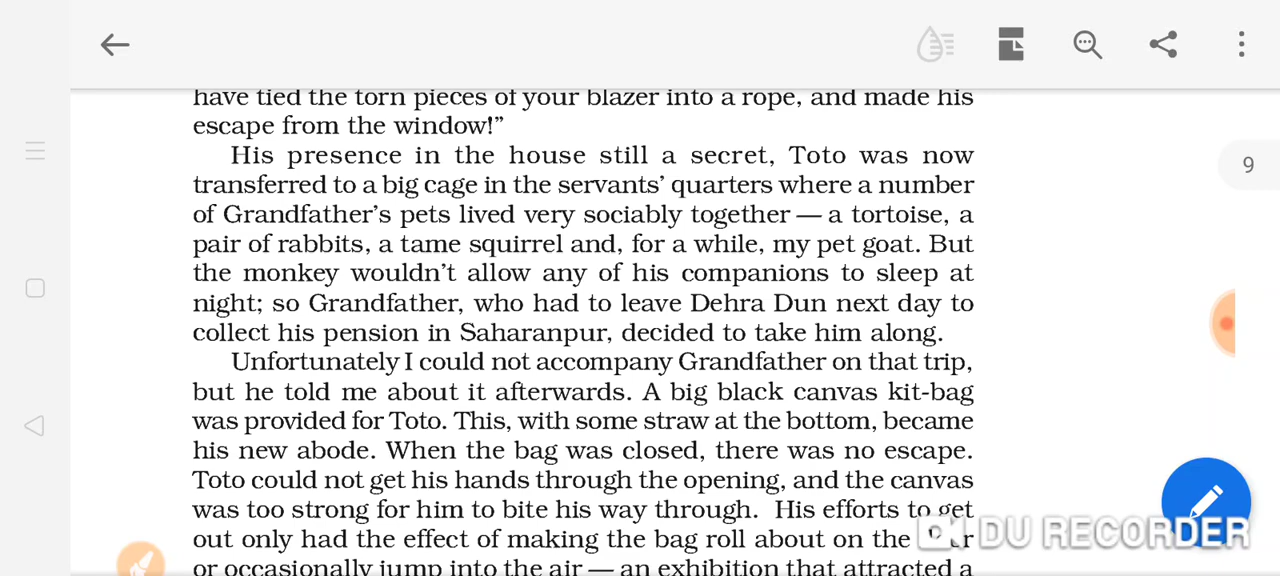 have tied the torn pieces of your blazer into a rope, and made his
escape from the window!”
His presence in the house still a secret, Toto was now
transferred to a big cage in the servants’ quarters where a number
9
of Grandfather’s pets lived very sociably together — a tortoise, a
pair of rabbits, a tame squirrel and, for a while, my pet goat. But
the monkey wouldn’t allow any of his companions to sleep at
night; so Grandfather, who had to leave Dehra Dun next day to
collect his pension in Saharanpur, decided to take him along.
Unfortunately I could not accompany Grandfather on that trip,
but he told me about it afterwards. A big black canvas kit-bag
was provided for Toto. This, with some straw at the bottom, became
his new abode. When the bag was closed, there was no escape.
Toto could not get his hands through the opening, and the canvas
was too strong for him to bite his way through. His efforts to get
out only had the effect of making the bag roll about on the
DU RECORDER
or occasionally jump into the air — an exhibition that attracted a